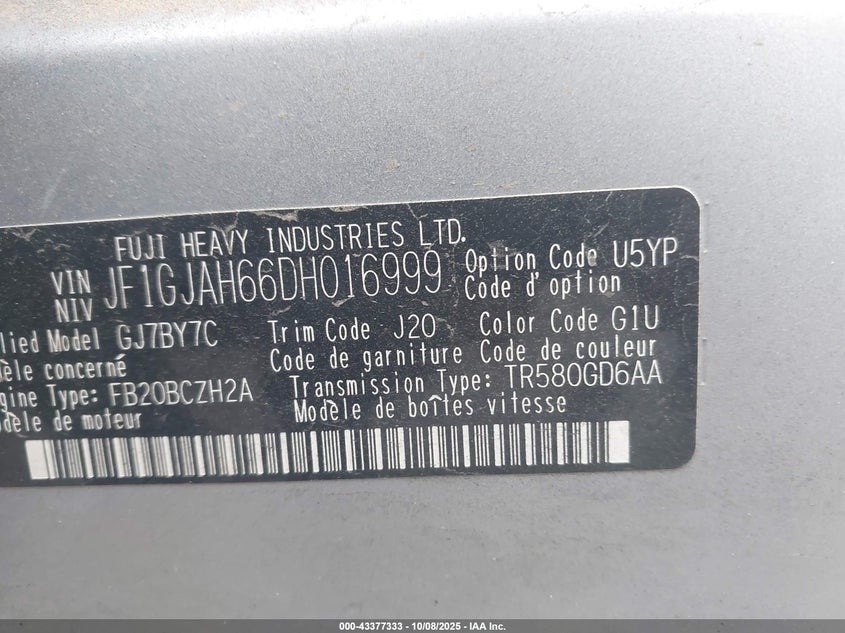 FUJI HEAVY INDUSTRIES LTD.
VIN
NIV JF1GJAH66DH016999 Option Code U5YP
Code d'option
lied Model GJ7BY7C Trim Code J20 Color Code G1U
èle concerné Code de garniture Code de couleur
gine Type: FB20BCZH2A Transmission Type: TR580GD6AA
dèle de moteur Modèle de boîtes vitesse
000-43377333 | 10/08/2025 - IAA Inc.